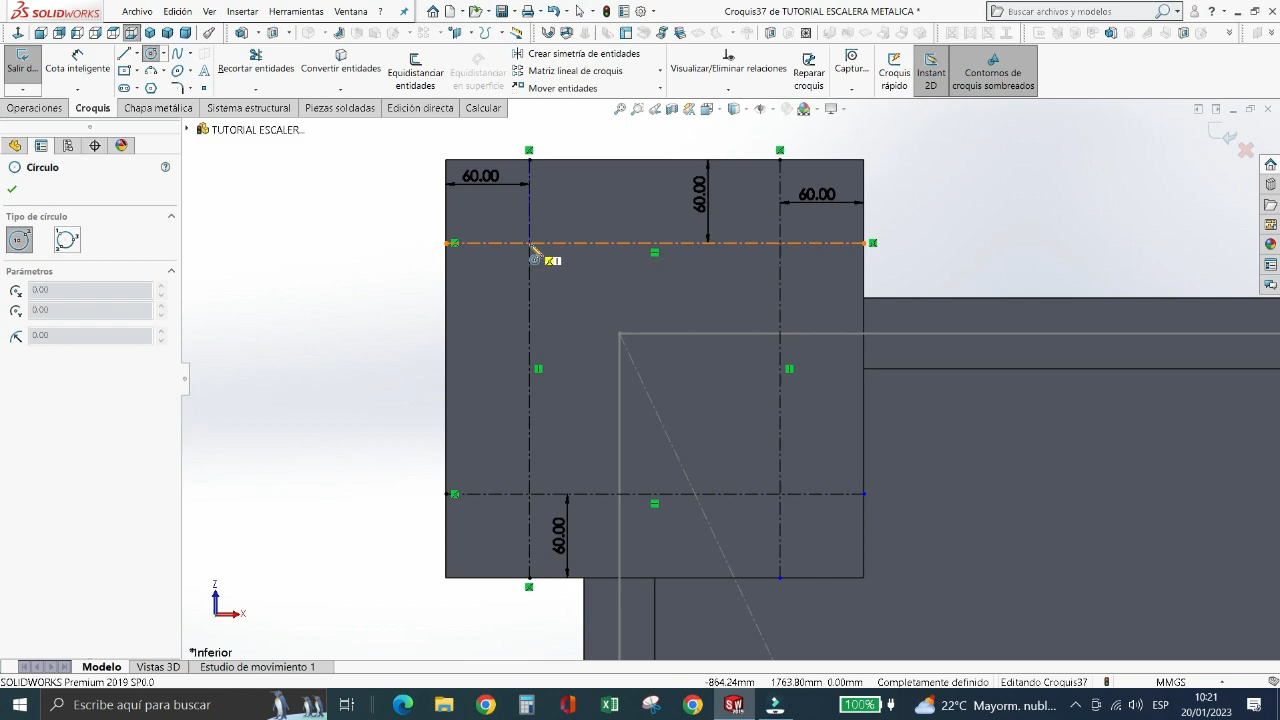 SOLIDWORKS
Archivo Edición Ver Insertar Herramientas Ventana ?
Croquis37 de TUTORIAL ESCALERA METALICA *
Buscar archivos y modelos
Salir d...
Cota inteligente
Recortar entidades
Convertir entidades
Equidistanciar entidades
Equidistanciar en superficie
Crear simetría de entidades
Matriz lineal de croquis
Mover entidades
Visualizar/Eliminar relaciones
Reparar croquis
Captur...
Croquis rápido
Instant 2D
Contornos de croquis sombreados
Operaciones Croquis Chapa metálica Sistema estructural Piezas soldadas Edición directa Calcular
TUTORIAL ESCALER...
Círculo
Tipo de círculo
Parámetros
0.00
0.00
0.00
60.00
60.00
60.00
60.00
Z
X
*Inferior
Modelo Vistas 3D Estudio de movimiento 1
SOLIDWORKS Premium 2019 SP0.0
-864.24mm 1763.80mm 0.00mm Completamente definido Editando Croquis37 MMGS
Escribe aquí para buscar
100%
22°C Mayorm. nubl...
ESP
10:21
20/01/2023